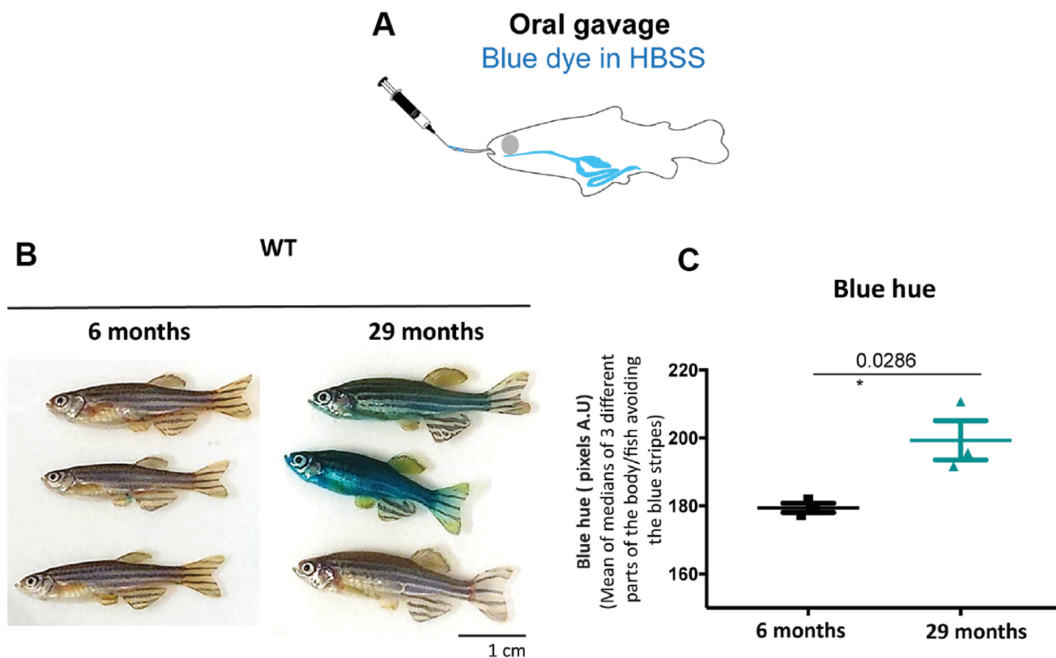 A
Oral gavage
Blue dye in HBSS
B
WT
6 months
29 months
1 cm
C
Blue hue
Blue hue ( pixels A.U)
(Mean of medians of 3 different
parts of the body/fish avoiding
the blue stripes)
220
200
180
160
0.0286
*
6 months
29 months